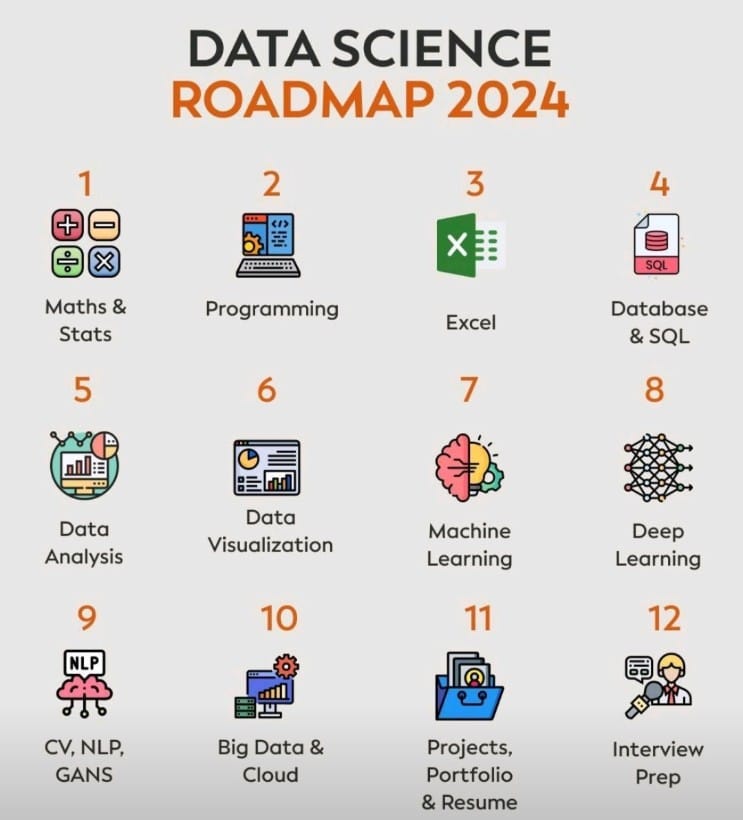 DATA SCIENCE
ROADMAP 2024
1
2
3
4
Maths &
Stats
Programming
X
Excel
SQL
Database
& SQL
5
6
7
8
Data
Analysis
Data
Visualization
Machine
Learning
Deep
Learning
9
10
11
12
NLP
CV, NLP,
GANS
Big Data &
Cloud
Projects,
Portfolio
& Resume
Interview
Prep